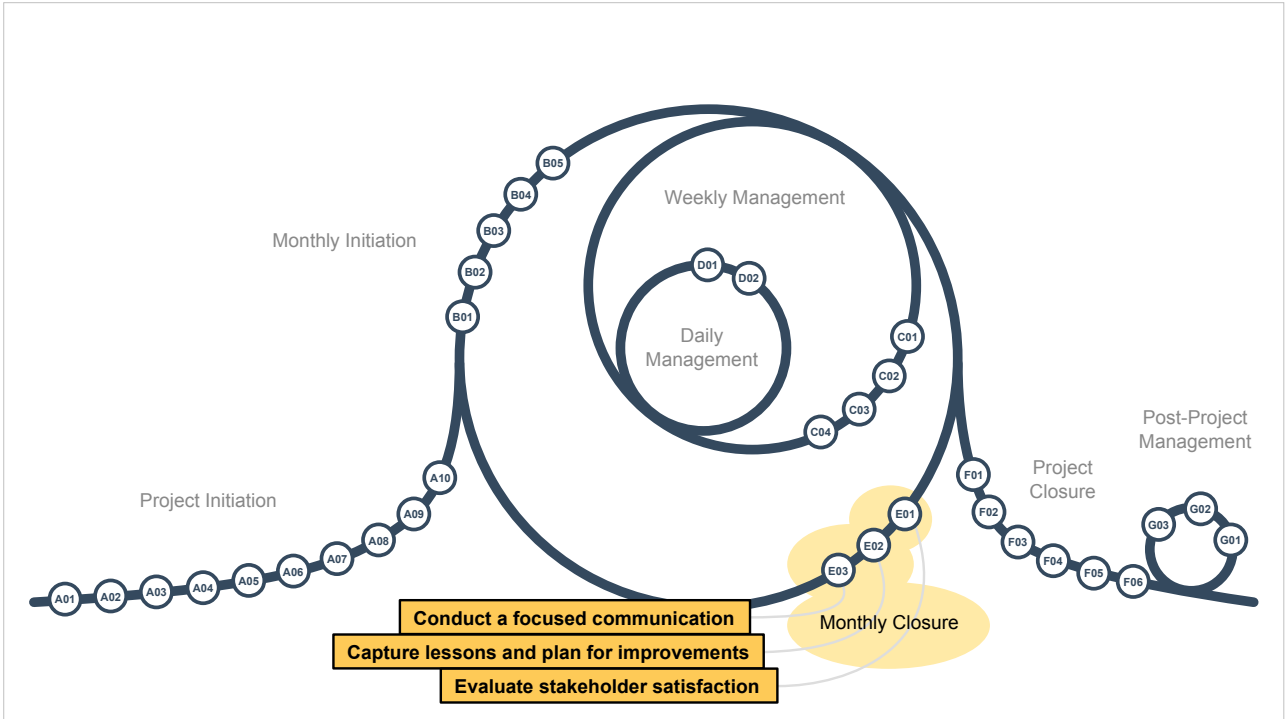 B05
B04
B03
B02
B01
Monthly Initiation
Weekly Management
D01
D02
Daily
Management
C01
C02
C03
C04
Project Initiation
A01
A02
A03
A04
A05
A06
A07
A08
A09
A10
E01
E02
E03
Monthly Closure
Conduct a focused communication
Capture lessons and plan for improvements
Evaluate stakeholder satisfaction
Project
Closure
F01
F02
F03
F04
F05
F06
Post-Project
Management
G03
G02
G01